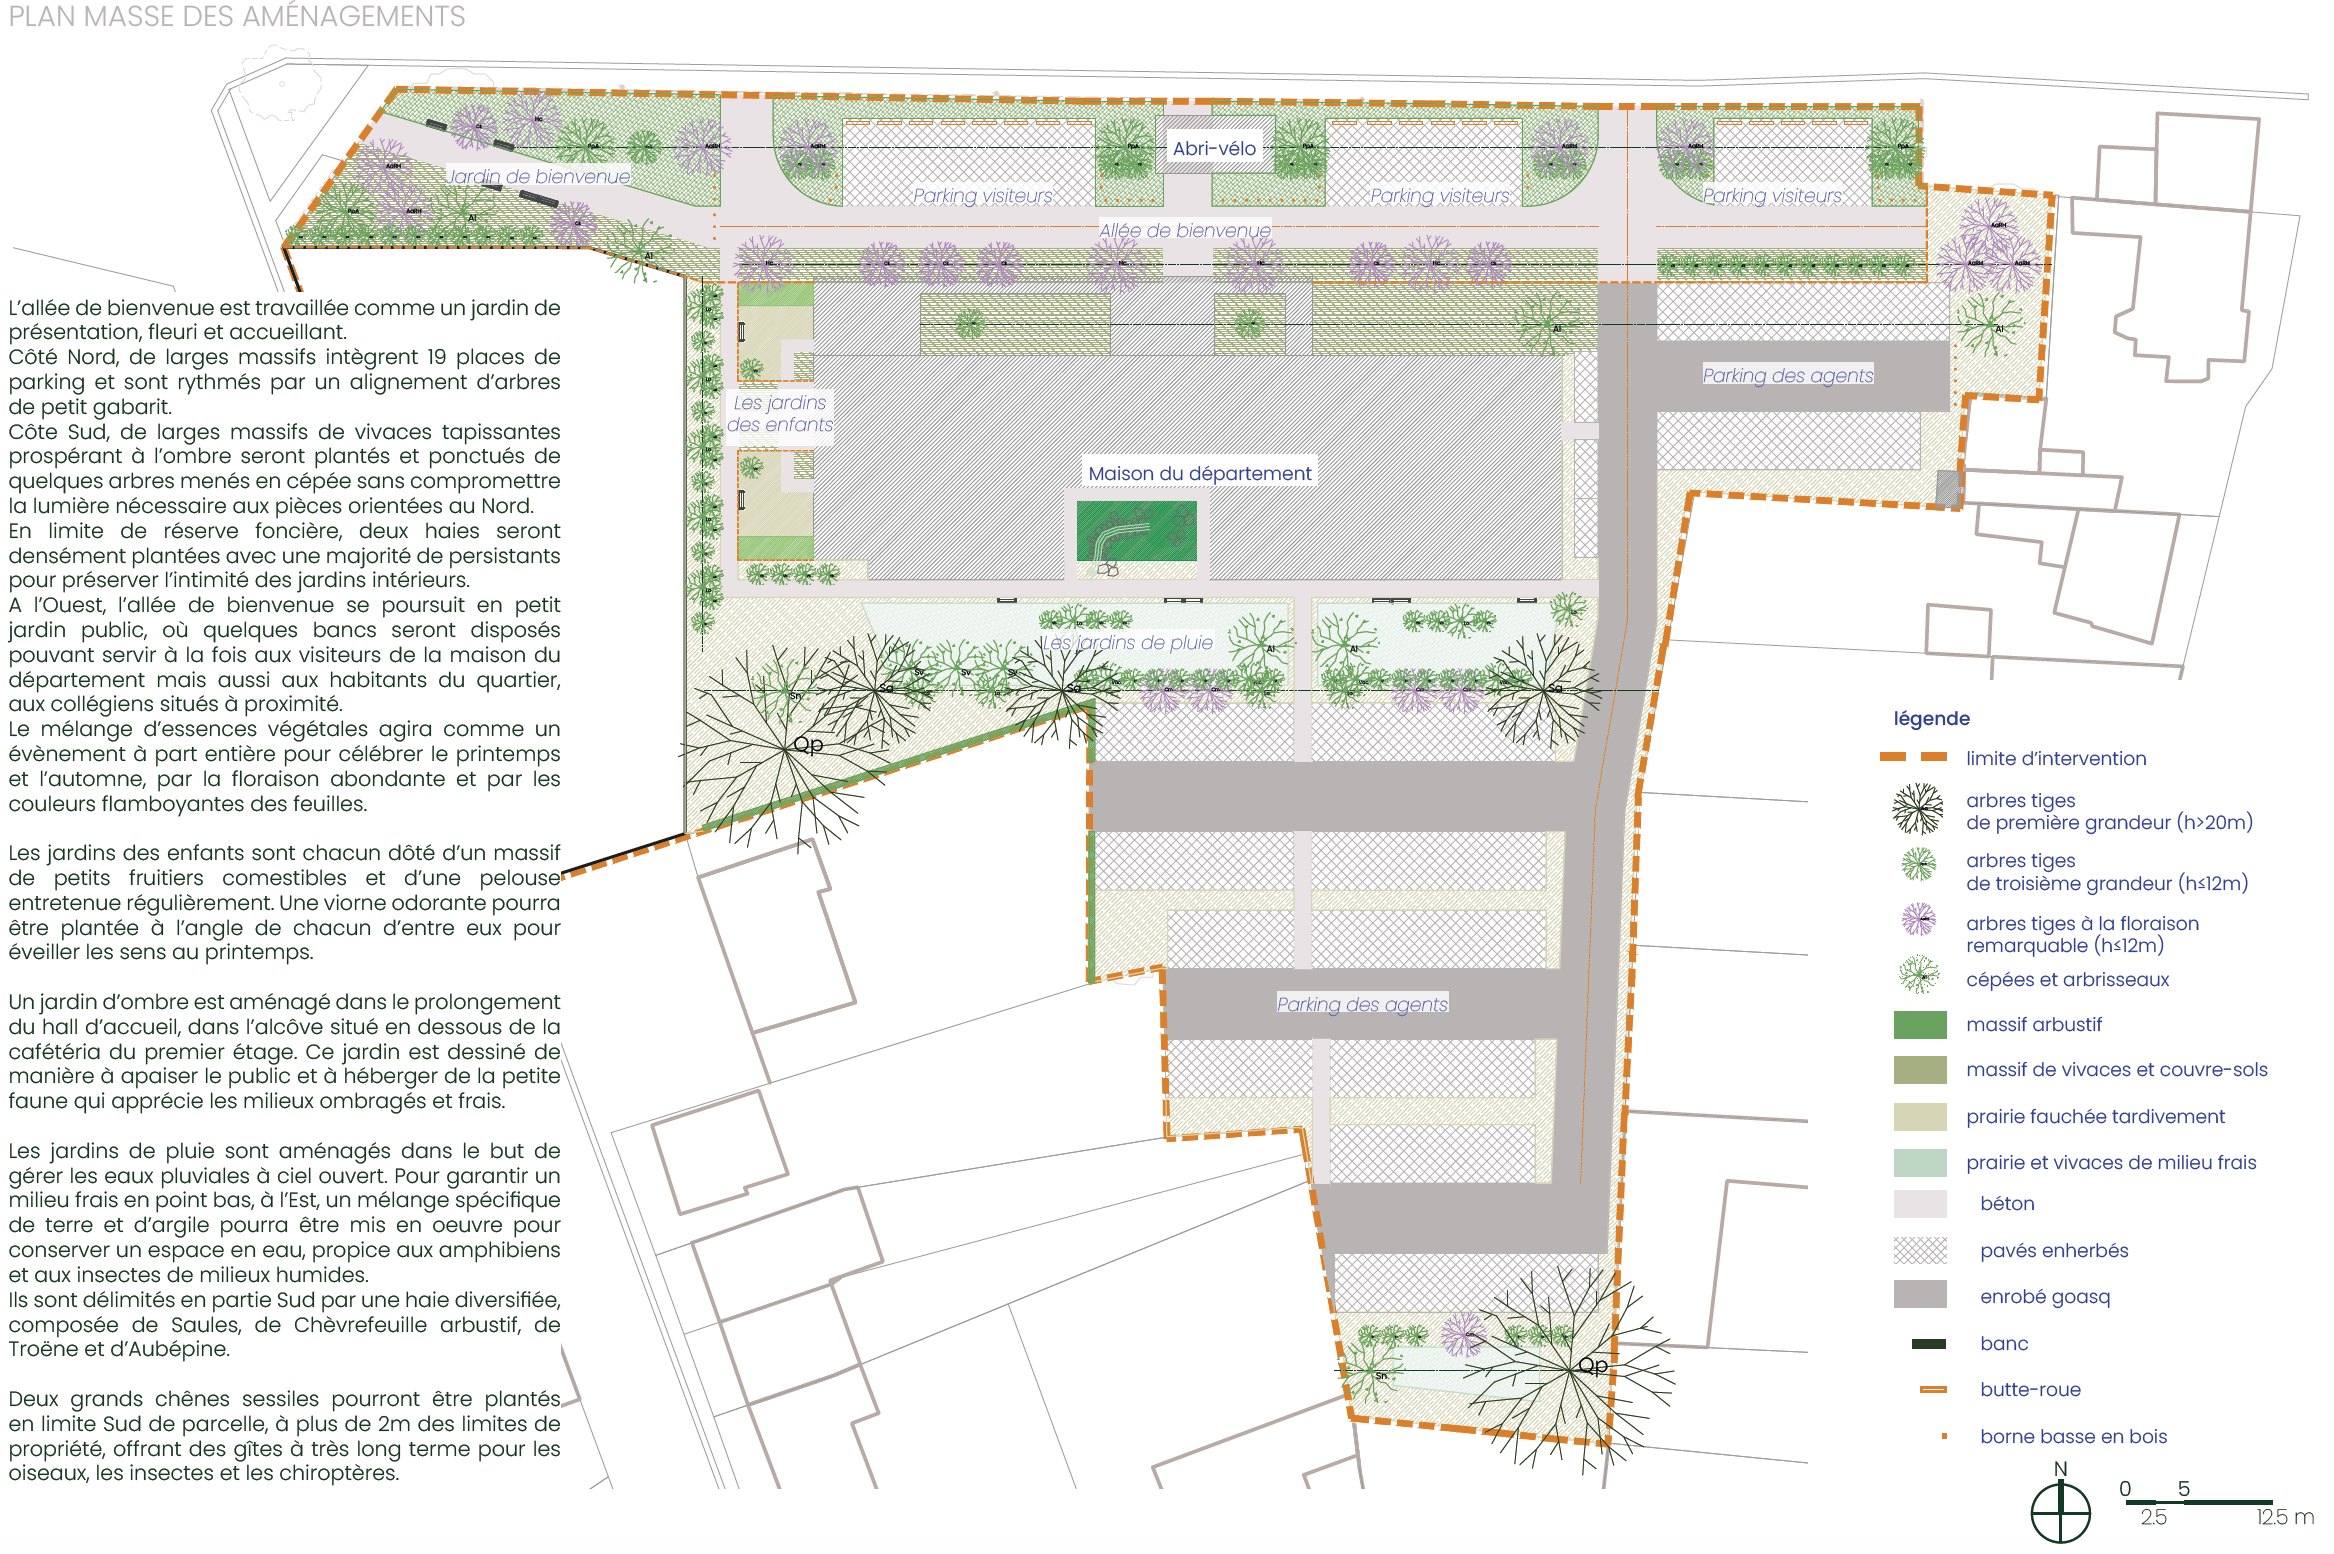 PLAN MASSE DES AMÉNAGEMENTS
Jardin de bienvenue
Abri-vélo
Parking visiteurs
Parking visiteurs
Parking visiteurs
Allée de bienvenue
Parking des agents
Les jardins
des enfants
Maison du département
Les jardins de pluie
Parking des agents
Al
Al
Al
Al
Al
Al
Sn
Sg
Sv
Sv
Sv
Sg
Sg
Qp
Sn
Qp
L'allée de bienvenue est travaillée comme un jardin de
présentation, fleuri et accueillant.
Côté Nord, de larges massifs intègrent 19 places de
parking et sont rythmés par un alignement d'arbres
de petit gabarit.
Côte Sud, de larges massifs de vivaces tapissantes
prospérant à l'ombre seront plantés et ponctués de
quelques arbres menés en cépée sans compromettre
la lumière nécessaire aux pièces orientées au Nord.
En limite de réserve foncière, deux haies seront
densément plantées avec une majorité de persistants
pour préserver l'intimité des jardins intérieurs.
A l'Ouest, l'allée de bienvenue se poursuit en petit
jardin public, où quelques bancs seront disposés
pouvant servir à la fois aux visiteurs de la maison du
département mais aussi aux habitants du quartier,
aux collégiens situés à proximité.
Le mélange d'essences végétales agira comme un
évènement à part entière pour célébrer le printemps
et l'automne, par la floraison abondante et par les
couleurs flamboyantes des feuilles.
Les jardins des enfants sont chacun dôté d'un massif
de petits fruitiers comestibles et d'une pelouse
entretenue régulièrement. Une viorne odorante pourra
être plantée à l'angle de chacun d'entre eux pour
éveiller les sens au printemps.
Un jardin d'ombre est aménagé dans le prolongement
du hall d'accueil, dans l'alcôve situé en dessous de la
cafétéria du premier étage. Ce jardin est dessiné de
manière à apaiser le public et à héberger de la petite
faune qui apprécie les milieux ombragés et frais.
Les jardins de pluie sont aménagés dans le but de
gérer les eaux pluviales à ciel ouvert. Pour garantir un
milieu frais en point bas, à l'Est, un mélange spécifique
de terre et d'argile pourra être mis en oeuvre pour
conserver un espace en eau, propice aux amphibiens
et aux insectes de milieux humides.
Ils sont délimités en partie Sud par une haie diversifiée,
composée de Saules, de Chèvrefeuille arbustif, de
Troëne et d'Aubépine.
Deux grands chênes sessiles pourront être plantés
en limite Sud de parcelle, à plus de 2m des limites de
propriété, offrant des gîtes à très long terme pour les
oiseaux, les insectes et les chiroptères.
légende
limite d'intervention
arbres tiges
de première grandeur (h>20m)
arbres tiges
de troisième grandeur (h≤12m)
arbres tiges à la floraison
remarquable (h≤12m)
cépées et arbrisseaux
massif arbustif
massif de vivaces et couvre-sols
prairie fauchée tardivement
prairie et vivaces de milieu frais
béton
pavés enherbés
enrobé goasq
banc
butte-roue
borne basse en bois
N
0 5
2.5 12.5 m